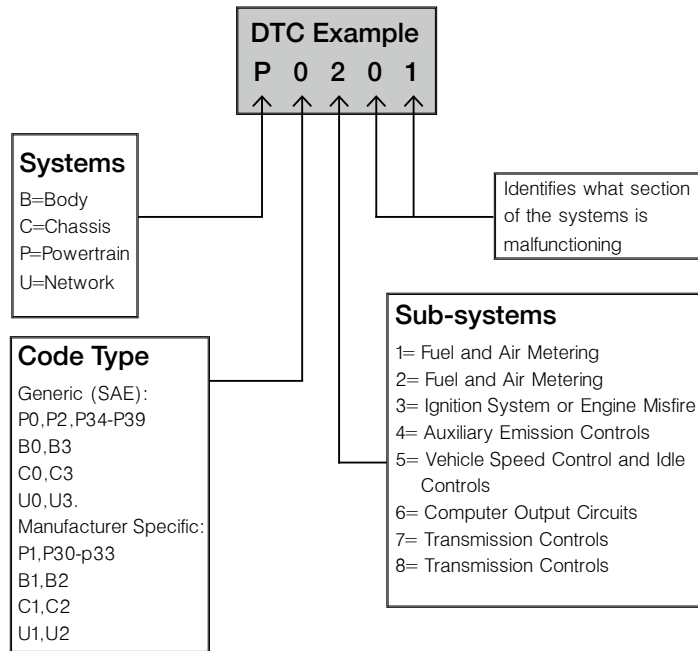 DTC Example
P 0 2 0 1
Systems
B=Body
C=Chassis
P=Powertrain
U=Network
Identifies what section
of the systems is
malfunctioning
Code Type
Generic (SAE):
P0,P2,P34-P39
B0,B3
C0,C3
U0,U3.
Manufacturer Specific:
P1,P30-p33
B1,B2
C1,C2
U1,U2
Sub-systems
1= Fuel and Air Metering
2= Fuel and Air Metering
3= Ignition System or Engine Misfire
4= Auxiliary Emission Controls
5= Vehicle Speed Control and Idle
Controls
6= Computer Output Circuits
7= Transmission Controls
8= Transmission Controls